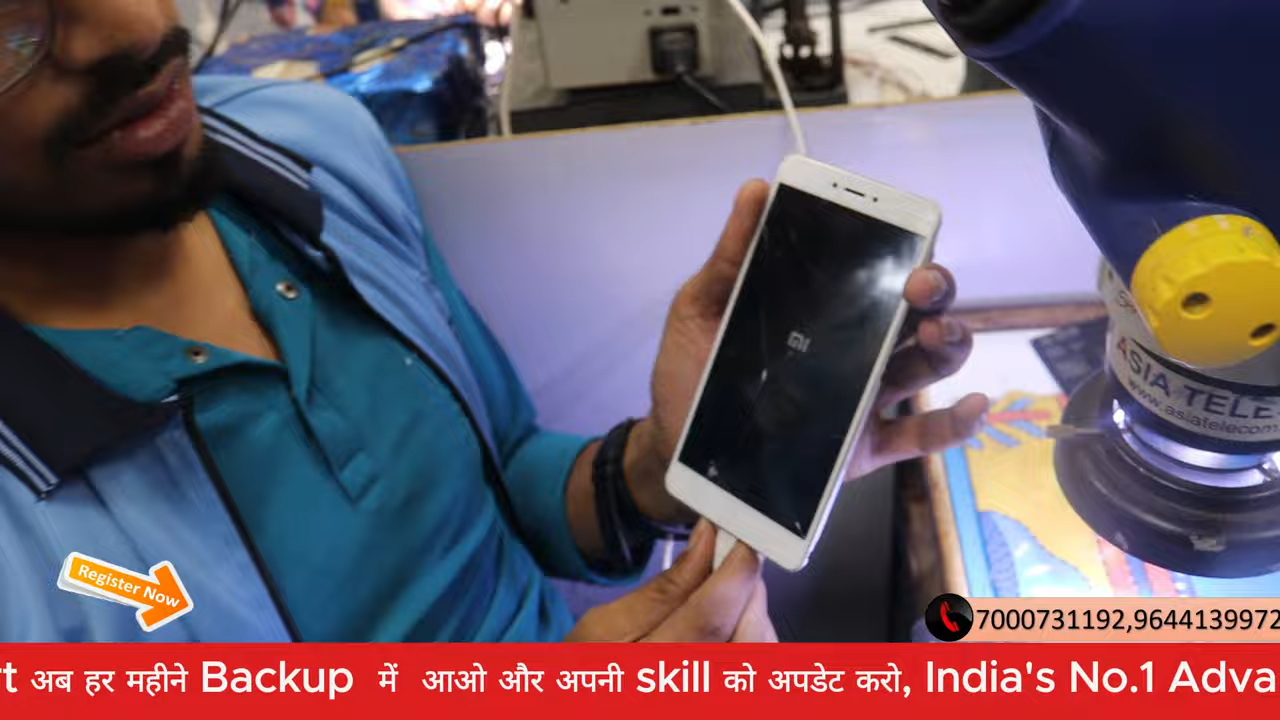 MI
ASIA TELE
www.asiatelecom
Register Now
7000731192,9644139972
rt अब हर महीने Backup में आओ और अपनी skill को अपडेट करो, India's No.1 Adva